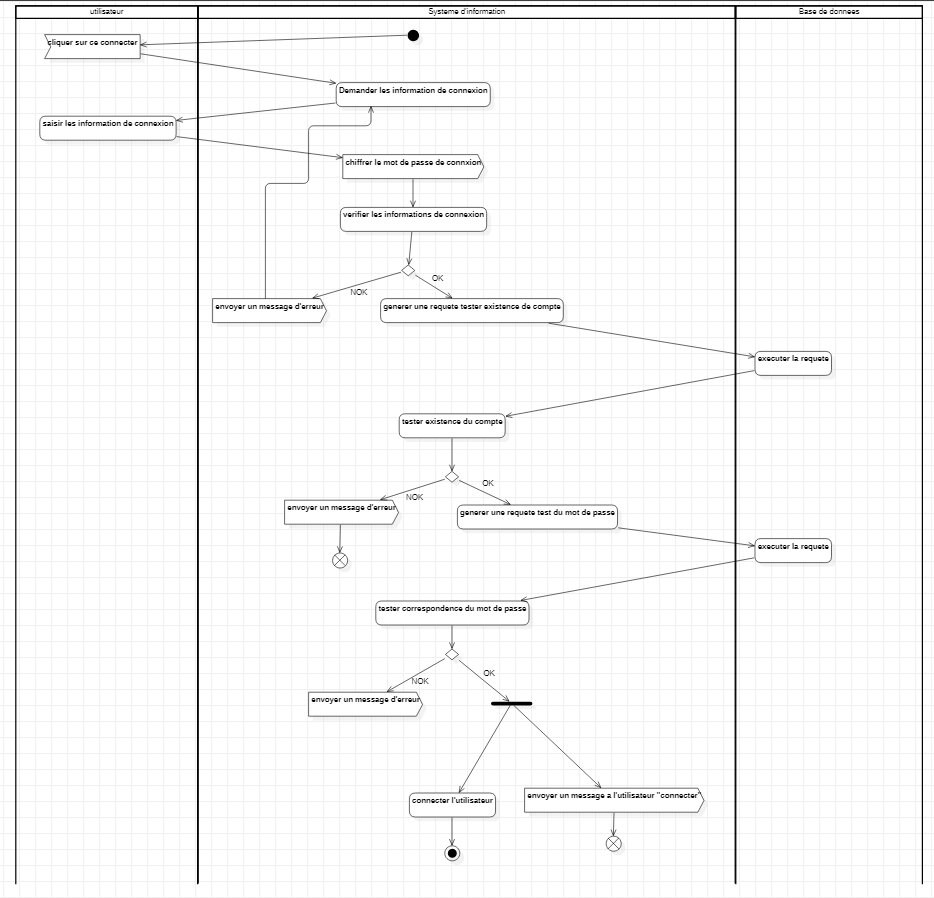 utilisateur
Systeme d'information
Base de donnees
cliquer sur ce connecter
Demander les information de connexion
saisir les information de connexion
chiffrer le mot de passe de connxion
verifier les informations de connexion
OK
NOK
envoyer un message d'erreur
generer une requete tester existence de compte
executer la requete
tester existence du compte
OK
NOK
envoyer un message d'erreur
generer une requete test du mot de passe
executer la requete
tester correspondence du mot de passe
OK
NOK
envoyer un message d'erreur
connecter l'utilisateur
envoyer un message a l'utilisateur "connecter"